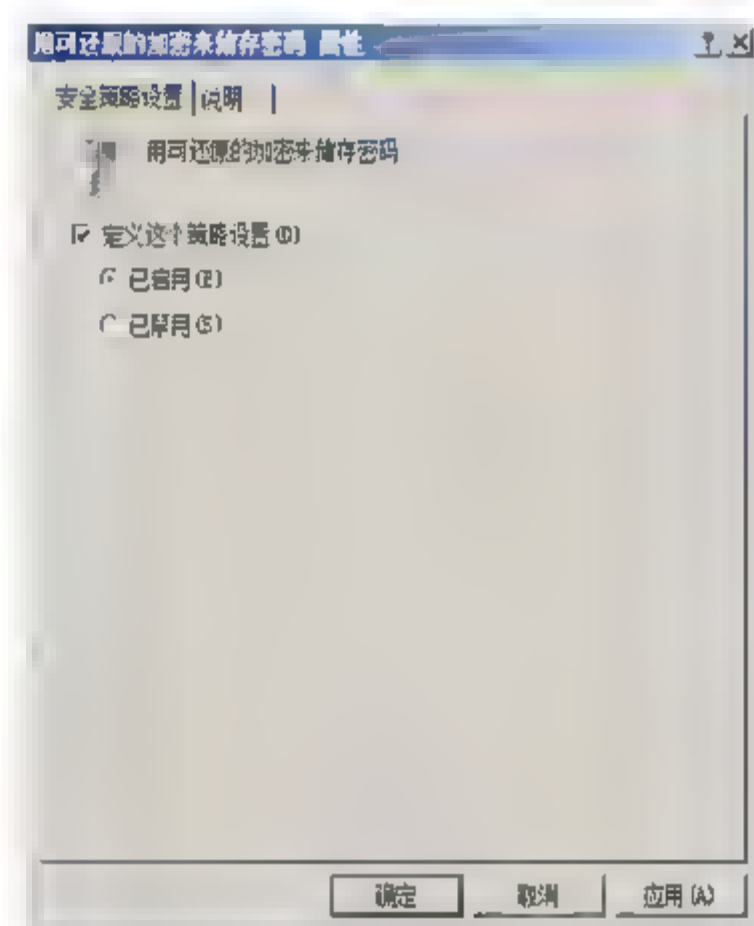 用可还原的加密来储存密码 属性
安全策略设置 说明
用可还原的加密来储存密码
定义这个策略设置(D)
已启用(E)
已禁用(S)
确定 取消 应用(A)